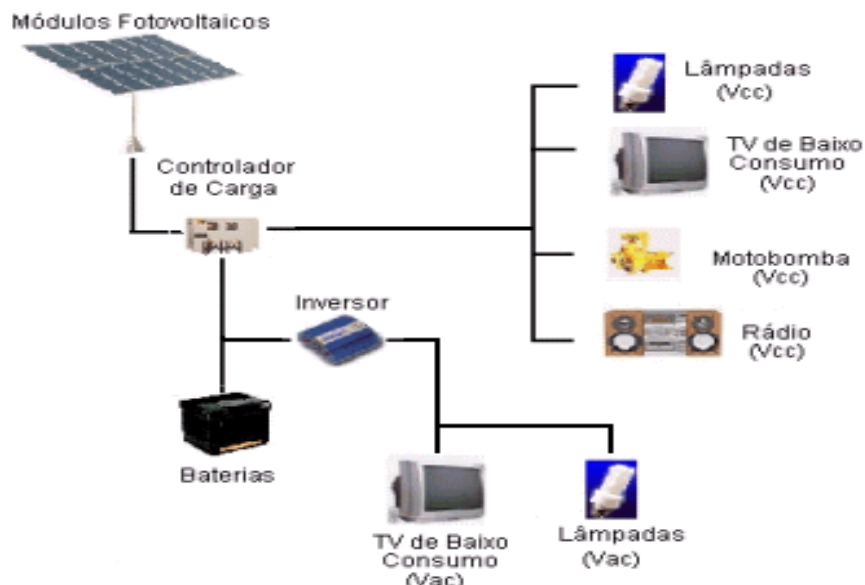 Módulos Fotovoltaicos
Lâmpadas
(Vcc)
TV de Baixo
Consumo
(Vcc)
Controlador
de Carga
Motobomba
(Vcc)
Inversor
Rádio
(Vcc)
Baterias
TV de Baixo
Consumo
(Vac)
Lâmpadas
(Vac)